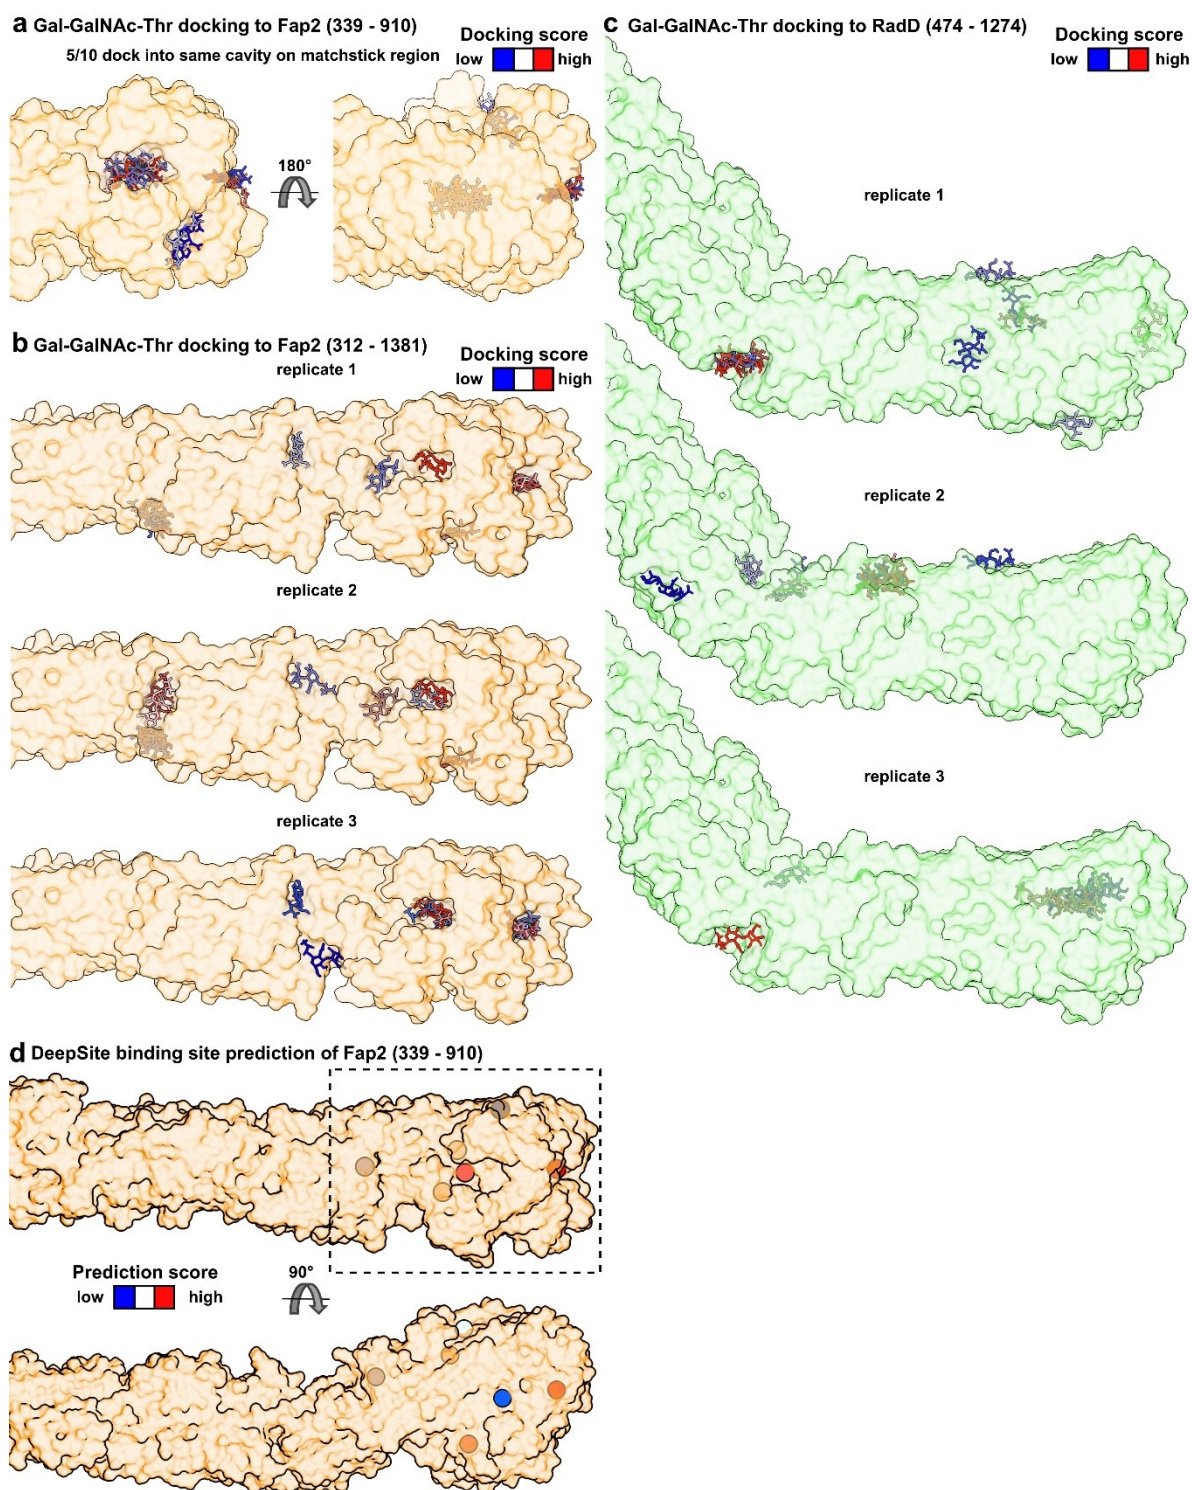 a Gal-GalNAc-Thr docking to Fap2 (339 - 910)
5/10 dock into same cavity on matchstick region
Docking score
low high
180°
b Gal-GalNAc-Thr docking to Fap2 (312 - 1381)
replicate 1
Docking score
low high
replicate 2
replicate 3
c Gal-GalNAc-Thr docking to RadD (474 - 1274)
Docking score
low high
replicate 1
replicate 2
replicate 3
d DeepSite binding site prediction of Fap2 (339 - 910)
Prediction score
low high
90°